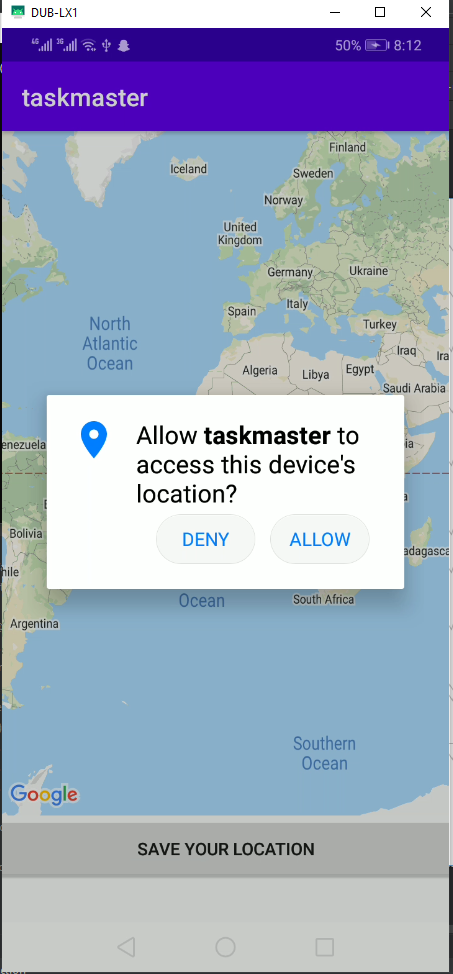 DUB-LX1
4G 3G 50% 8:12
taskmaster
Finland
Iceland
Sweden
Norway
United
Kingdom
Germany
Ukraine
Italy
Spain
North
Atlantic
Ocean
Turkey
Iraq
Ira
Algeria
Libya
Egypt
Saudi Arabia
Allow taskmaster to
access this device's
location?
enezuela
ia
DENY
ALLOW
Bolivia
adagasca
hile
Ocean
South Africa
Argentina
Southern
Ocean
Google
SAVE YOUR LOCATION